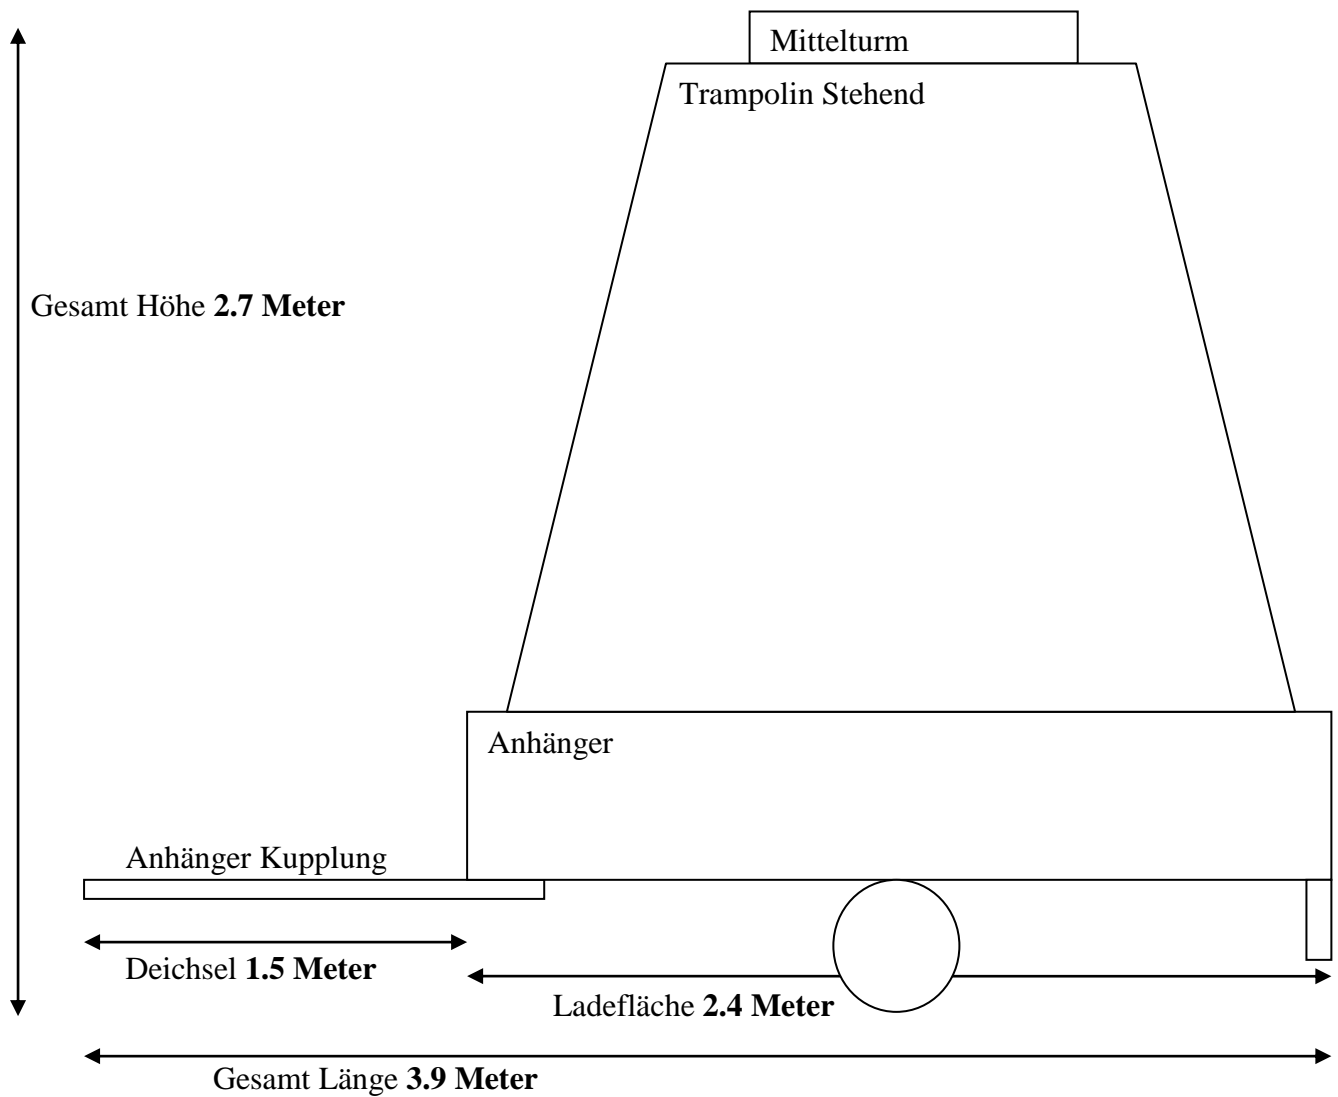 Mittelturm
Trampolin Stehend
Gesamt Höhe 2.7 Meter
Anhänger
Anhänger Kupplung
Deichsel 1.5 Meter
Ladefläche 2.4 Meter
Gesamt Länge 3.9 Meter